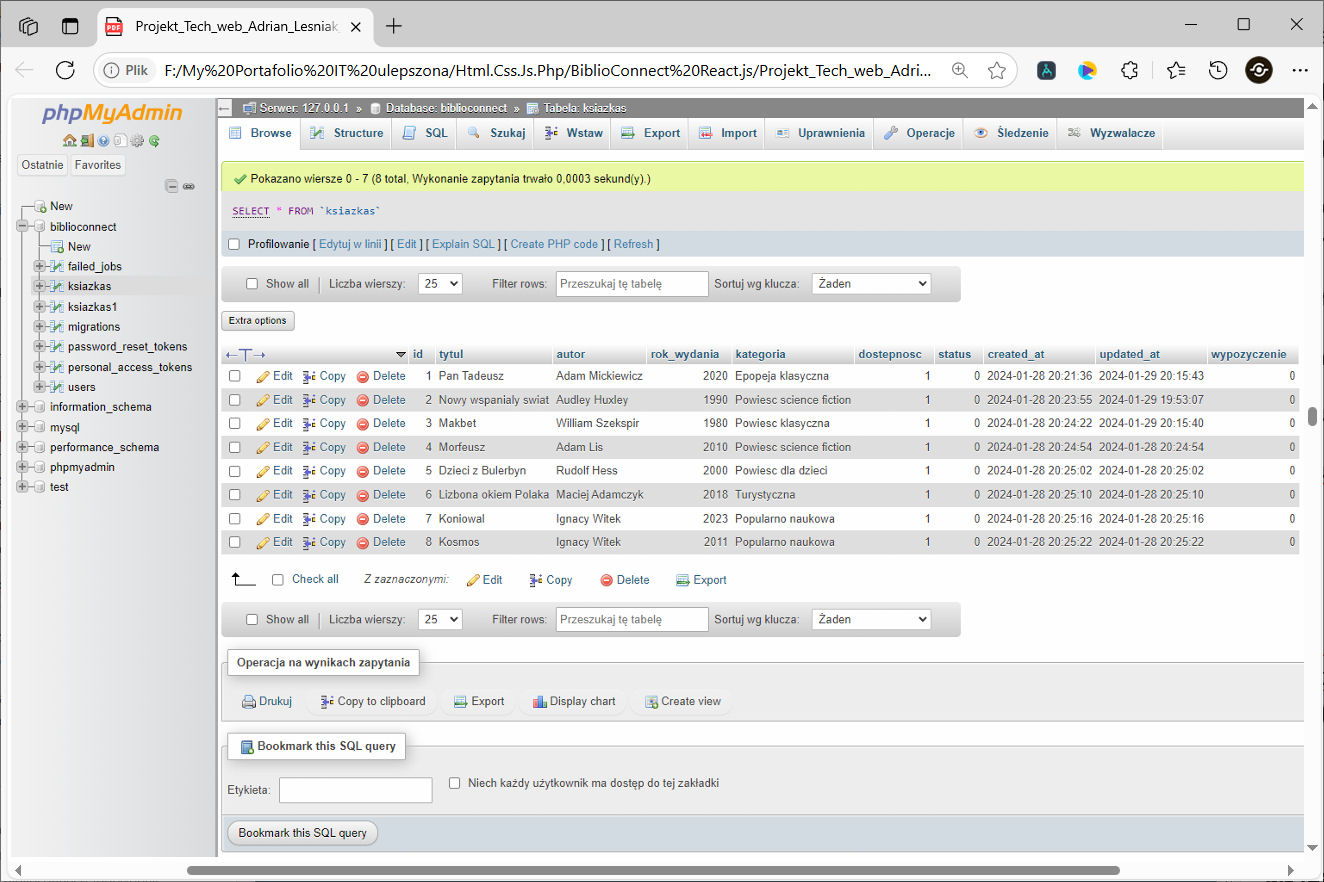 Projekt_Tech_web_Adrian_Lesniak
Plik F:/My%20Portafolio%20IT%20ulepszona/Html.Css.Js.Php/BiblioConnect%20React.js/Projekt_Tech_web_Adri...
phpMyAdmin
Ostatnie Favorites
New
biblioconnect
New
failed_jobs
ksiazkas
ksiazkas1
migrations
password_reset_tokens
personal_access_tokens
users
information_schema
mysql
performance_schema
phpmyadmin
test
Serwer: 127.0.0.1 » Database: biblioconnect » Tabela: ksiazkas
Browse Structure SQL Szukaj Wstaw Export Import Uprawnienia Operacje Śledzenie Wyzwalacze
Pokazano wiersze 0 - 7 (8 total, Wykonanie zapytania trwało 0,0003 sekund(y).)
SELECT * FROM `ksiazkas`
Profilowanie [ Edytuj w linii ] [ Edit ] [ Explain SQL ] [ Create PHP code ] [ Refresh ]
Show all | Liczba wierszy: 25 Filter rows: Przeszukaj tę tabelę Sortuj wg klucza: Żaden
Extra options
←T→ id tytul autor rok_wydania kategoria dostepnosc status created_at updated_at wypozyczenie
Edit Copy Delete 1 Pan Tadeusz Adam Mickiewicz 2020 Epopeja klasyczna 1 0 2024-01-28 20:21:36 2024-01-29 20:15:43 0
Edit Copy Delete 2 Nowy wspanialy swiat Audley Huxley 1990 Powiesc science fiction 1 0 2024-01-28 20:23:55 2024-01-29 19:53:07 0
Edit Copy Delete 3 Makbet William Szekspir 1980 Powiesc klasyczna 1 0 2024-01-28 20:24:22 2024-01-29 20:15:40 0
Edit Copy Delete 4 Morfeusz Adam Lis 2010 Powiesc science fiction 1 0 2024-01-28 20:24:54 2024-01-28 20:24:54 0
Edit Copy Delete 5 Dzieci z Bulerbyn Rudolf Hess 2000 Powiesc dla dzieci 1 0 2024-01-28 20:25:02 2024-01-28 20:25:02 0
Edit Copy Delete 6 Lizbona okiem Polaka Maciej Adamczyk 2018 Turystyczna 1 0 2024-01-28 20:25:10 2024-01-28 20:25:10 0
Edit Copy Delete 7 Koniowal Ignacy Witek 2023 Popularno naukowa 1 0 2024-01-28 20:25:16 2024-01-28 20:25:16 0
Edit Copy Delete 8 Kosmos Ignacy Witek 2011 Popularno naukowa 1 0 2024-01-28 20:25:22 2024-01-28 20:25:22 0
Check all Z zaznaczonymi: Edit Copy Delete Export
Show all | Liczba wierszy: 25 Filter rows: Przeszukaj tę tabelę Sortuj wg klucza: Żaden
Operacja na wynikach zapytania
Drukuj Copy to clipboard Export Display chart Create view
Bookmark this SQL query
Etykieta: Niech każdy użytkownik ma dostęp do tej zakładki
Bookmark this SQL query